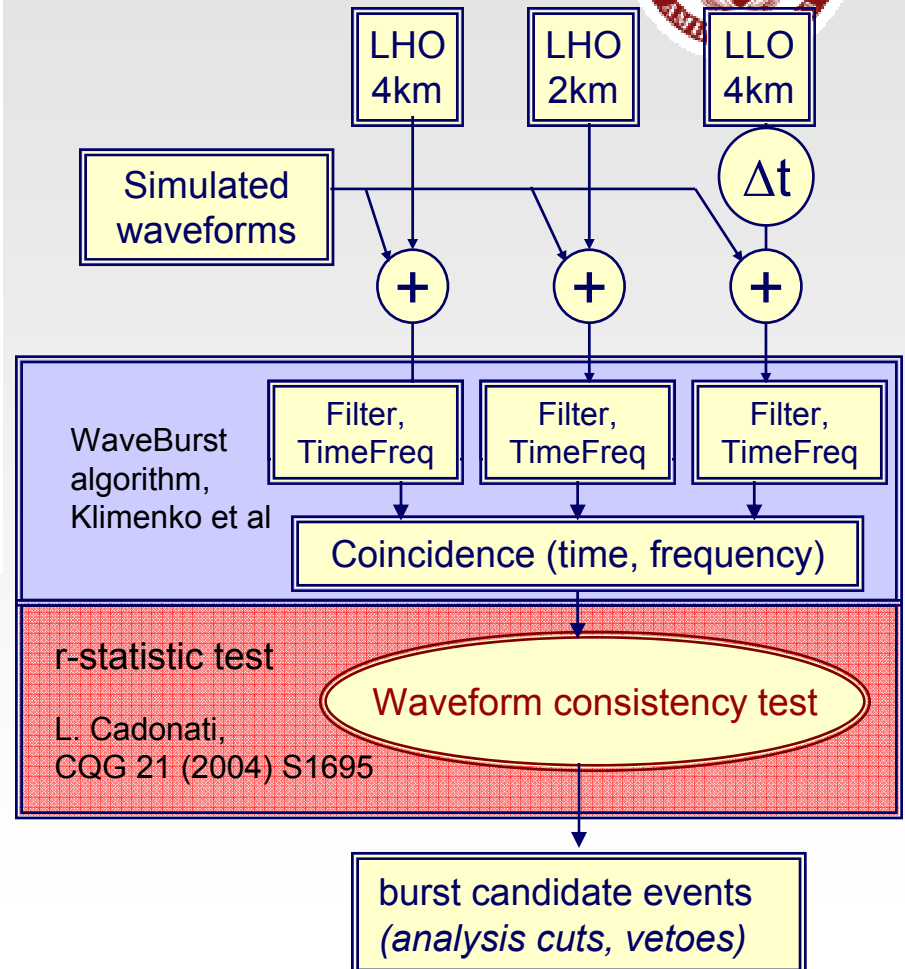 LHO
4km
LHO
2km
LLO
4km
Δt
Simulated
waveforms
+
+
+
Filter,
TimeFreq
Filter,
TimeFreq
Filter,
TimeFreq
WaveBurst
algorithm,
Klimenko et al
Coincidence (time, frequency)
r-statistic test
Waveform consistency test
L. Cadonati,
CQG 21 (2004) S1695
burst candidate events
(analysis cuts, vetoes)